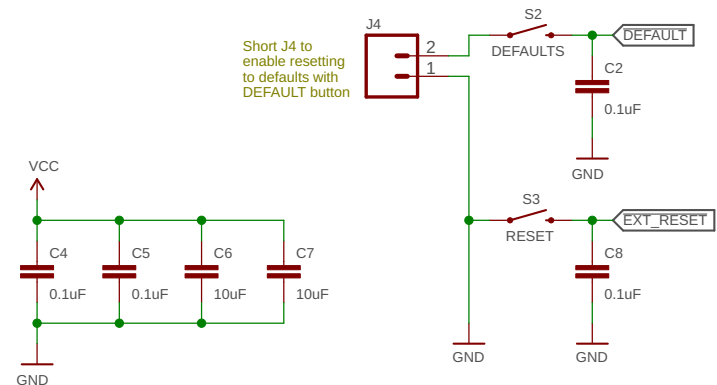 J4
S2
DEFAULT
Short J4 to
enable resetting
to defaults with
DEFAULT button
2
1
DEFAULTS
C2
0.1uF
GND
VCC
S3
EXT_RESET
RESET
C4
C5
C6
C7
C8
0.1uF
0.1uF
10uF
10uF
0.1uF
GND
GND
GND